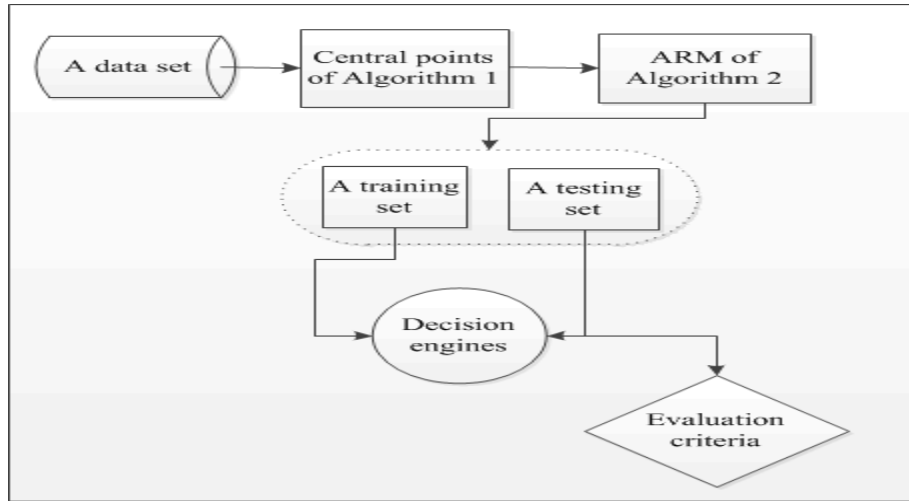 A data set
Central points
of Algorithm 1
ARM of
Algorithm 2
A training
set
A testing
set
Decision
engines
Evaluation
criteria